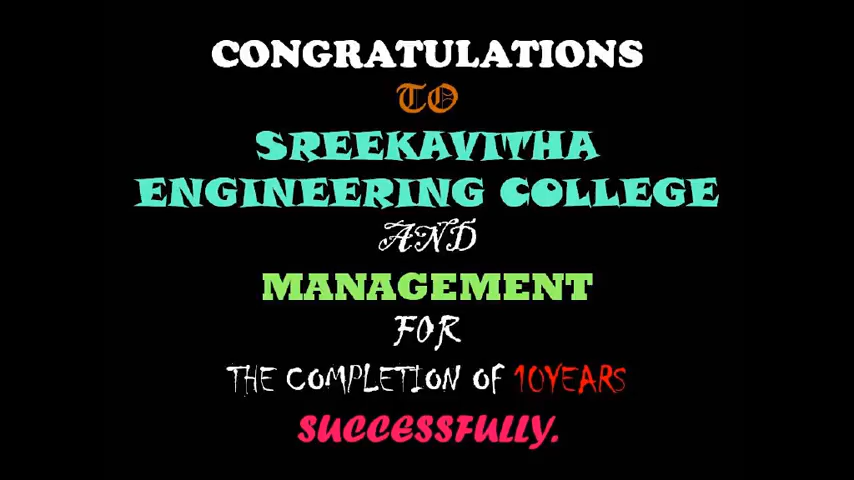 CONGRATULATIONS
TO
SREEKAVITHA
ENGINEERING COLLEGE
AND
MANAGEMENT
FOR
THE COMPLETION OF 10YEARS
SUCCESSFULLY.